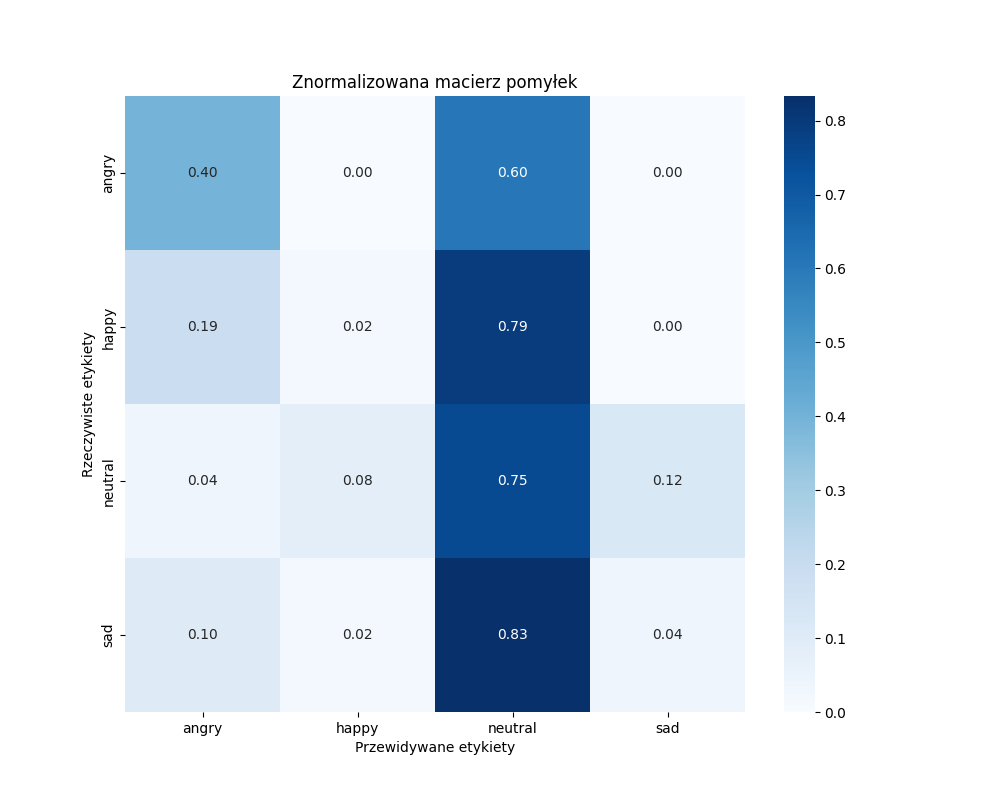 Znormalizowana macierz pomyłek
Rzeczywiste etykiety
angry 0.40 0.00 0.60 0.00
happy 0.19 0.02 0.79 0.00
neutral 0.04 0.08 0.75 0.12
sad 0.10 0.02 0.83 0.04
angry happy neutral sad
Przewidywane etykiety
0.8
0.7
0.6
0.5
0.4
0.3
0.2
0.1
0.0